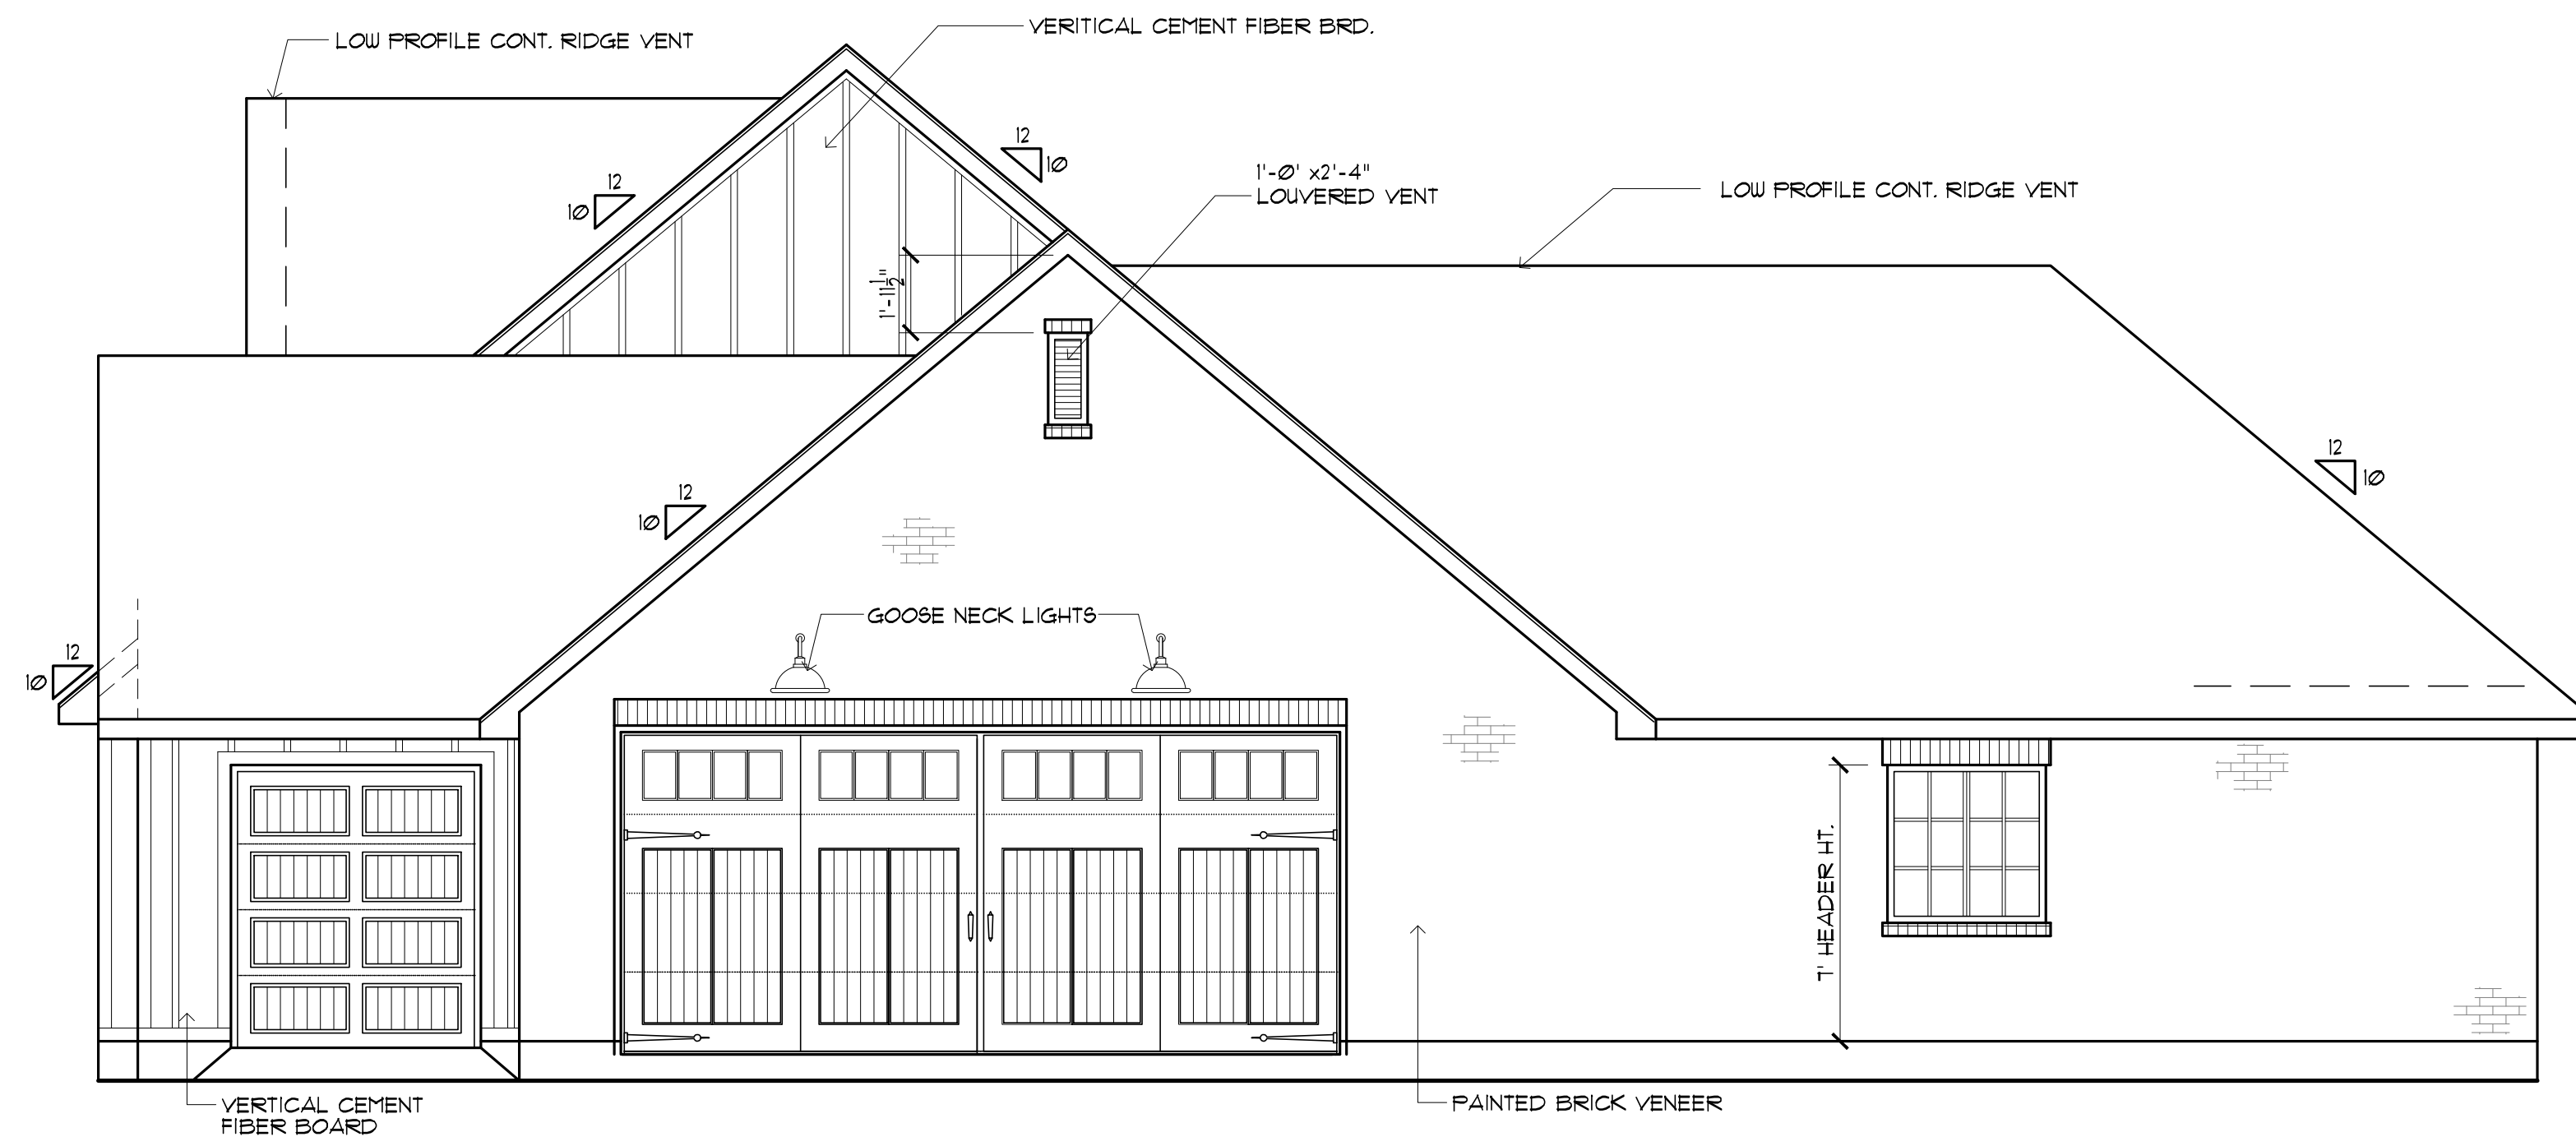 LOW PROFILE CONT. RIDGE VENT
VERITICAL CEMENT FIBER BRD.
12
10
12
10
1'-0' x2'-4"
LOUVERED VENT
LOW PROFILE CONT. RIDGE VENT
1'-11 1/2"
12
10
12
10
GOOSE NECK LIGHTS
12
10
7' HEADER HT.
VERTICAL CEMENT
FIBER BOARD
PAINTED BRICK VENEER